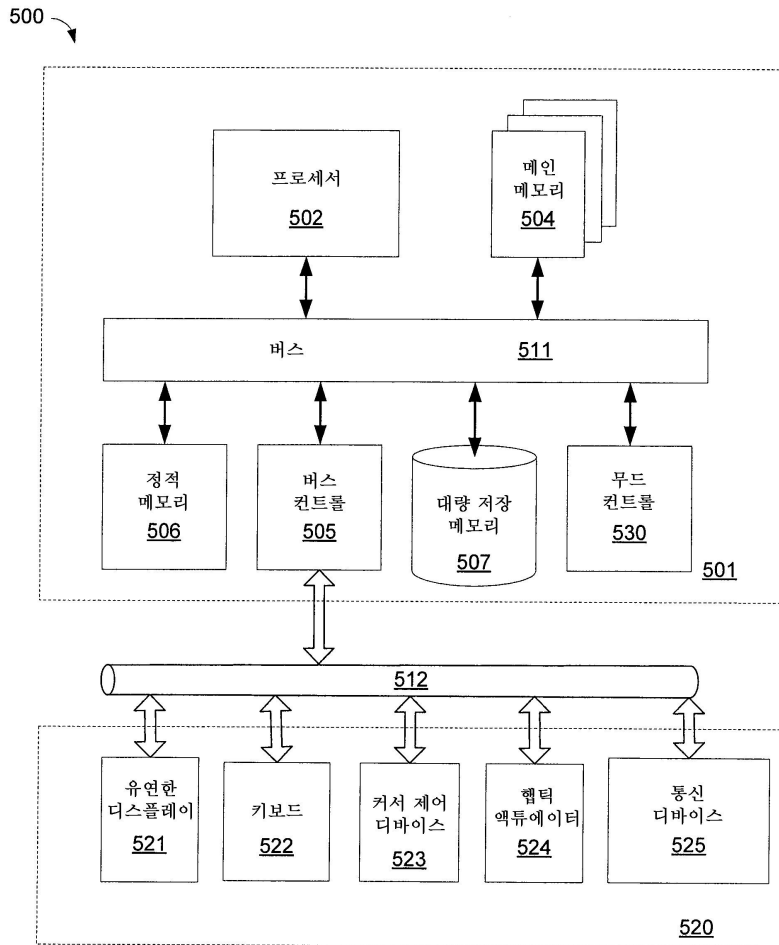 500
프로세서
502
메인
메모리
504
버스
511
정적
메모리
506
버스
컨트롤
505
대량 저장
메모리
507
무드
컨트롤
530
501
512
유연한
디스플레이
521
키보드
522
커서 제어
디바이스
523
햅틱
액튜에이터
524
통신
디바이스
525
520